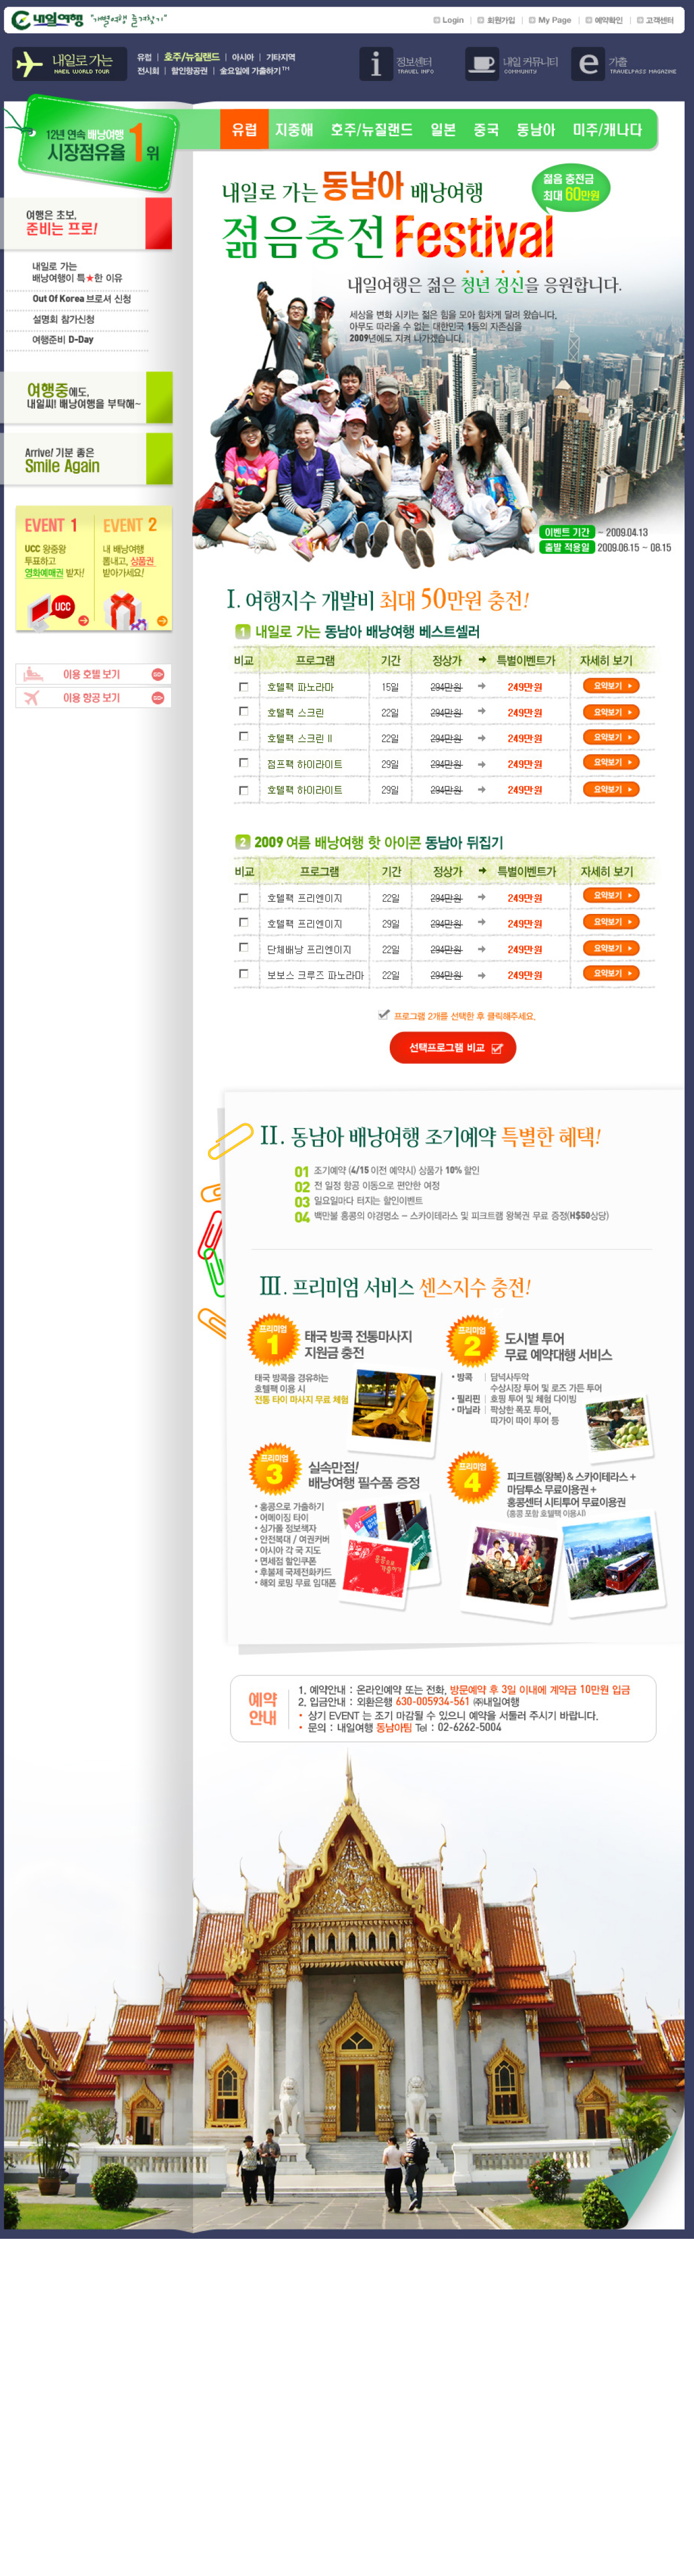 내일여행 "개별여행 즐겨찾기"
Login 회원가입 My Page 예약확인 고객센터
내일로 가는
NAEIL WORLD TOUR
유럽 | 호주/뉴질랜드 | 아시아 | 기타지역
전시회 | 할인항공권 | 金요일에 가출하기 TM
정보센터
TRAVEL INFO
내일 커뮤니티
COMMUNITY
가출
TRAVELPASS MAGAZINE
12년 연속 배낭여행
시장점유율 1위
유럽 지중해 호주/뉴질랜드 일본 중국 동남아 미주/캐나다
여행은 초보,
준비는 프로!
내일로 가는
배낭여행이 특★한 이유
Out Of Korea 브로셔 신청
설명회 참가신청
여행준비 D-Day
여행중에도,
내일씨! 배낭여행을 부탁해~
Arrive! 기분 좋은
Smile Again
EVENT 1
UCC 왕중왕
투표하고
영화예매권 받자!
UCC
EVENT 2
내 배낭여행
뽐내고, 상품권
받아가세요!
이용 호텔 보기 GO
이용 항공 보기 GO
내일로 가는 동남아 배낭여행
젊음 충전금
최대 60만원
젊음충전 Festival
내일여행은 젊은 청년 정신을 응원합니다.
세상을 변화 시키는 젊은 힘을 모아 힘차게 달려 왔습니다.
아무도 따라올 수 없는 대한민국 1등의 자존심을
2009년에도 지켜 나가겠습니다.
이벤트 기간 ~ 2009.04.13
출발 적용일 2009.06.15 ~ 08.15
I. 여행지수 개발비 최대 50만원 충전!
1 내일로 가는 동남아 배낭여행 베스트셀러
비교 프로그램 기간 정상가 → 특별이벤트가 자세히 보기
호텔팩 파노라마 15일 294만원 → 249만원 요약보기
호텔팩 스크린 22일 294만원 → 249만원 요약보기
호텔팩 스크린 II 22일 294만원 → 249만원 요약보기
점프팩 하이라이트 29일 294만원 → 249만원 요약보기
호텔팩 하이라이트 29일 294만원 → 249만원 요약보기
2 2009 여름 배낭여행 핫 아이콘 동남아 뒤집기
비교 프로그램 기간 정상가 → 특별이벤트가 자세히 보기
호텔팩 프리엔이지 22일 294만원 → 249만원 요약보기
호텔팩 프리엔이지 29일 294만원 → 249만원 요약보기
단체배낭 프리엔이지 22일 294만원 → 249만원 요약보기
보보스 크루즈 파노라마 22일 294만원 → 249만원 요약보기
프로그램 2개를 선택한 후 클릭해주세요.
선택프로그램 비교
II. 동남아 배낭여행 조기예약 특별한 혜택!
01 조기예약 (4/15 이전 예약시) 상품가 10% 할인
02 전 일정 항공 이동으로 편안한 여정
03 일요일마다 터지는 할인이벤트
04 백만불 홍콩의 야경명소 – 스카이테라스 및 피크트램 왕복권 무료 증정(H$50상당)
III. 프리미엄 서비스 센스지수 충전!
프리미엄 1
태국 방콕 전통마사지
지원금 충전
태국 방콕을 경유하는
호텔팩 이용 시
전통 타이 마사지 무료 체험
프리미엄 2
도시별 투어
무료 예약대행 서비스
• 방콕 | 담넉사두악
수상시장 투어 및 로즈 가든 투어
• 필리핀 | 호핑 투어 및 체험 다이빙
• 마닐라 | 팍상한 폭포 투어,
따가이 따이 투어 등
프리미엄 3
실속만점!
배낭여행 필수품 증정
• 홍콩으로 가출하기
• 어메이징 타이
• 싱가폴 정보책자
• 안전복대 / 여권커버
• 아시아 각 국 지도
• 면세점 할인쿠폰
• 후불제 국제전화카드
• 해외 로밍 무료 임대폰
프리미엄 4
피크트램(왕복) & 스카이테라스 +
마담투소 무료이용권 +
홍콩센터 시티투어 무료이용권
(홍콩 포함 호텔팩 이용시)
예약
안내
1. 예약안내 : 온라인예약 또는 전화, 방문예약 후 3일 이내에 계약금 10만원 입금
2. 입금안내 : 외환은행 630-005934-561 ㈜내일여행
• 상기 EVENT 는 조기 마감될 수 있으니 예약을 서둘러 주시기 바랍니다.
• 문의 : 내일여행 동남아팀 Tel : 02-6262-5004